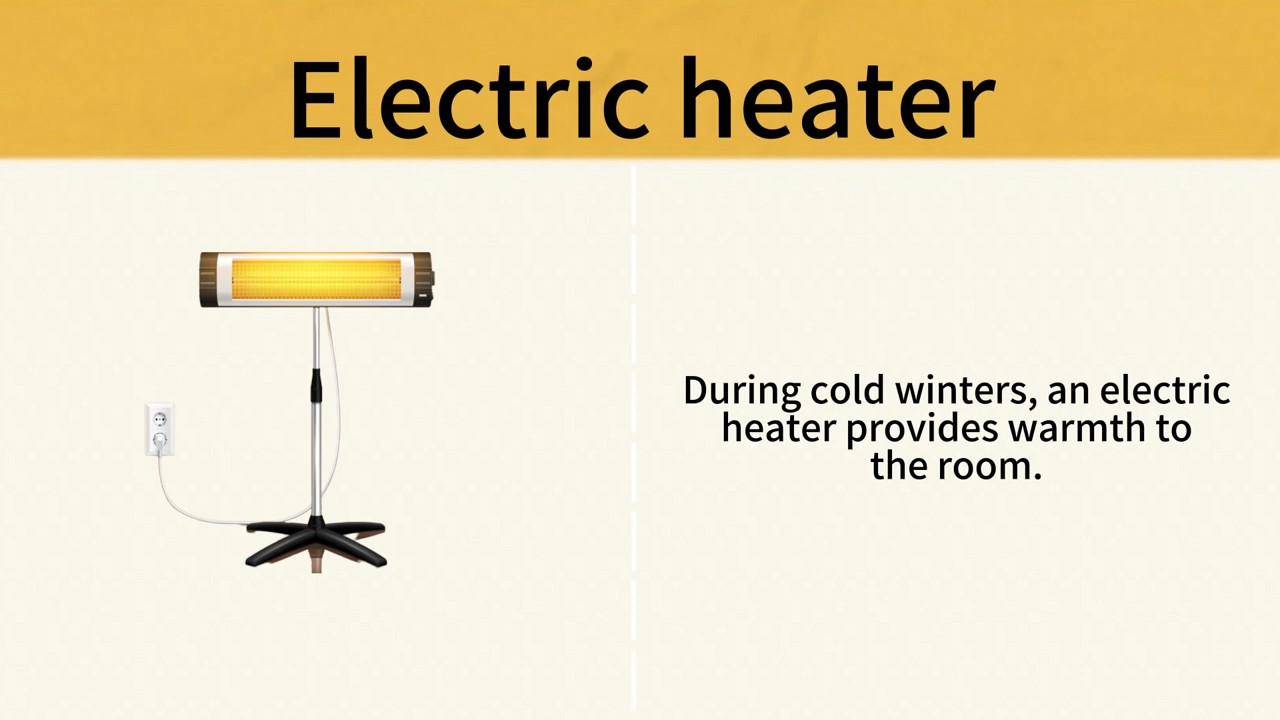 Electric heater
During cold winters, an electric
heater provides warmth to
the room.